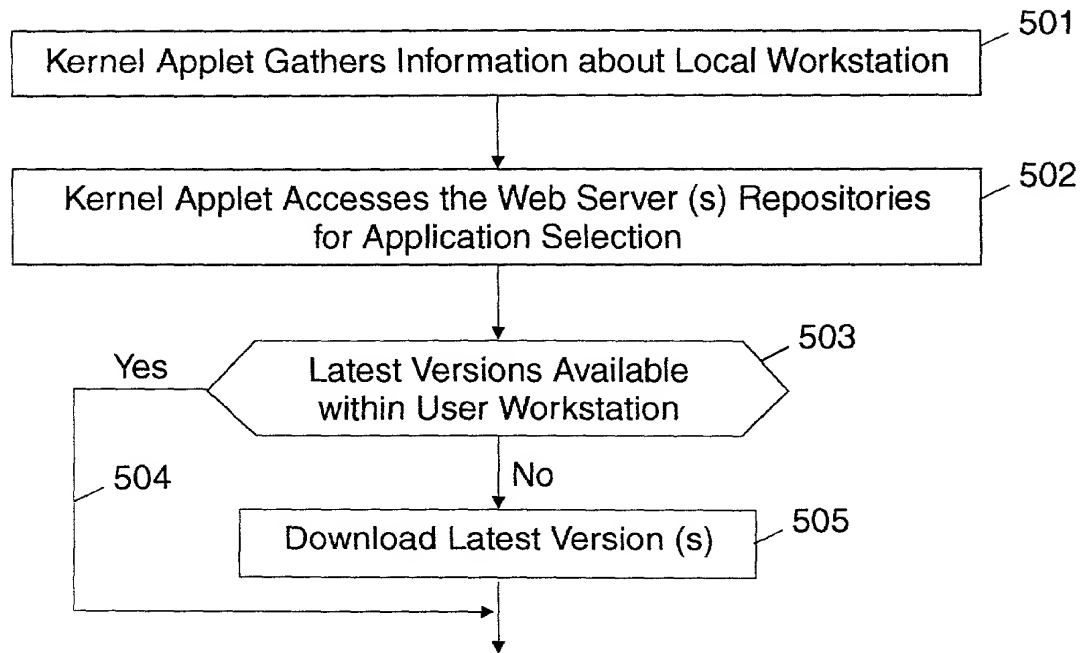 501
Kernel Applet Gathers Information about Local Workstation
502
Kernel Applet Accesses the Web Server (s) Repositories
for Application Selection
503
Yes
Latest Versions Available
within User Workstation
504
No
505
Download Latest Version (s)